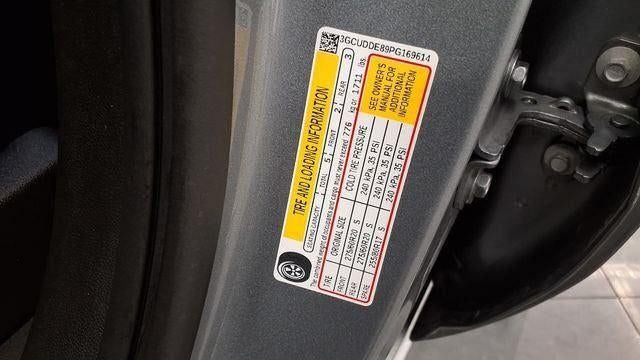 3GCUDDE89PG169614
TIRE AND LOADING INFORMATION
SEATING CAPACITY TOTAL 5 FRONT 2 REAR 3
The combined weight of occupants and cargo must never exceed 776 kg or 1711 lbs
TIRE ORIGINAL SIZE COLD TIRE PRESSURE
FRONT 275/60R20 S 240 kPa, 35 PSI
REAR 275/60R20 S 240 kPa, 35 PSI
SPARE 255/80R17 S 240 kPa, 35 PSI
SEE OWNER'S
MANUAL FOR
ADDITIONAL
INFORMATION